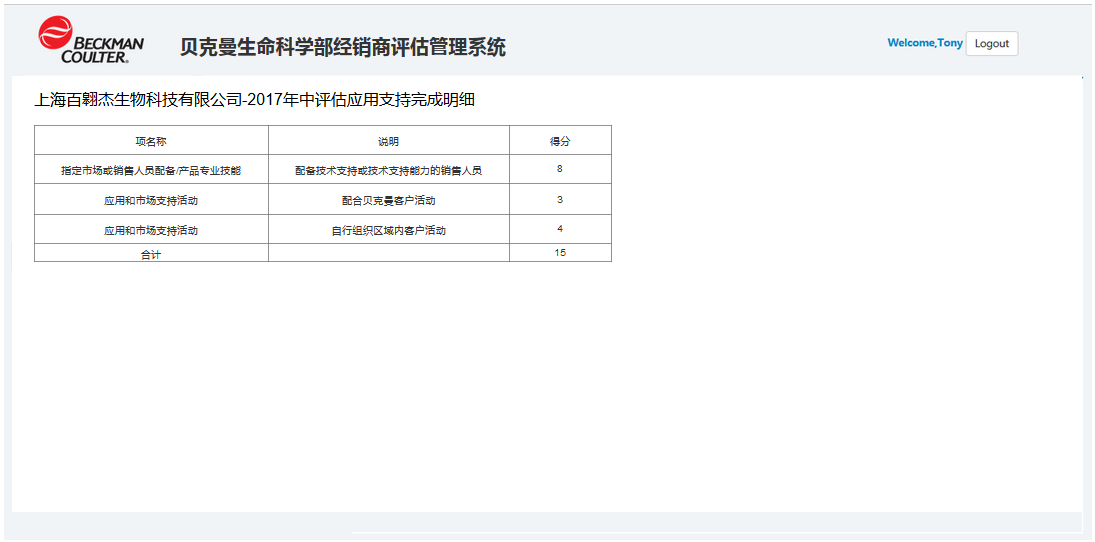 BECKMAN
COULTER
贝克曼生命科学部经销商评估管理系统
Welcome,Tony
Logout
上海百翱杰生物科技有限公司-2017年中评估应用支持完成明细
项名称 说明 得分
指定市场或销售人员配备/产品专业技能 配备技术支持或技术支持能力的销售人员 8
应用和市场支持活动 配合贝克曼客户活动 3
应用和市场支持活动 自行组织区域内客户活动 4
合计 15